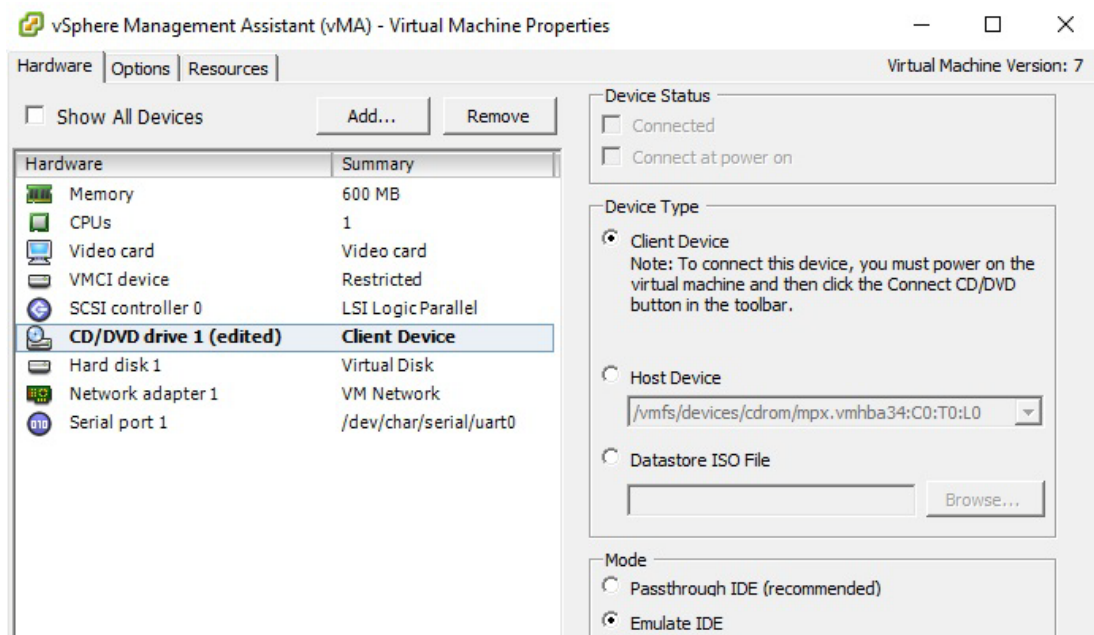 vSphere Management Assistant (vMA) - Virtual Machine Properties
Hardware Options Resources
Virtual Machine Version: 7
Show All Devices Add... Remove
Hardware Summary
Memory 600 MB
CPUs 1
Video card Video card
VMCI device Restricted
SCSI controller 0 LSI Logic Parallel
CD/DVD drive 1 (edited) Client Device
Hard disk 1 Virtual Disk
Network adapter 1 VM Network
Serial port 1 /dev/char/serial/uart0
Device Status
Connected
Connect at power on
Device Type
Client Device
Note: To connect this device, you must power on the
virtual machine and then click the Connect CD/DVD
button in the toolbar.
Host Device
/vmfs/devices/cdrom/mpx.vmhba34:C0:T0:L0
Datastore ISO File
Browse...
Mode
Passthrough IDE (recommended)
Emulate IDE